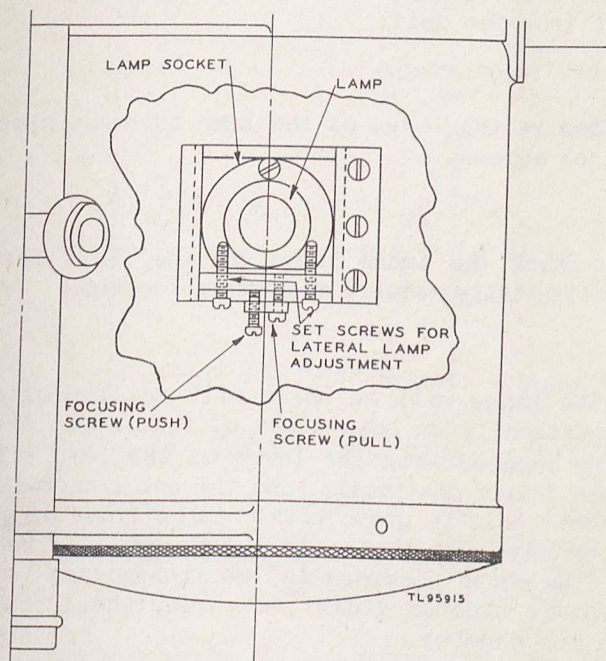 LAMP SOCKET
LAMP
SET SCREWS FOR
LATERAL LAMP
ADJUSTMENT
FOCUSING
SCREW (PUSH)
FOCUSING
SCREW (PULL)
TL95915